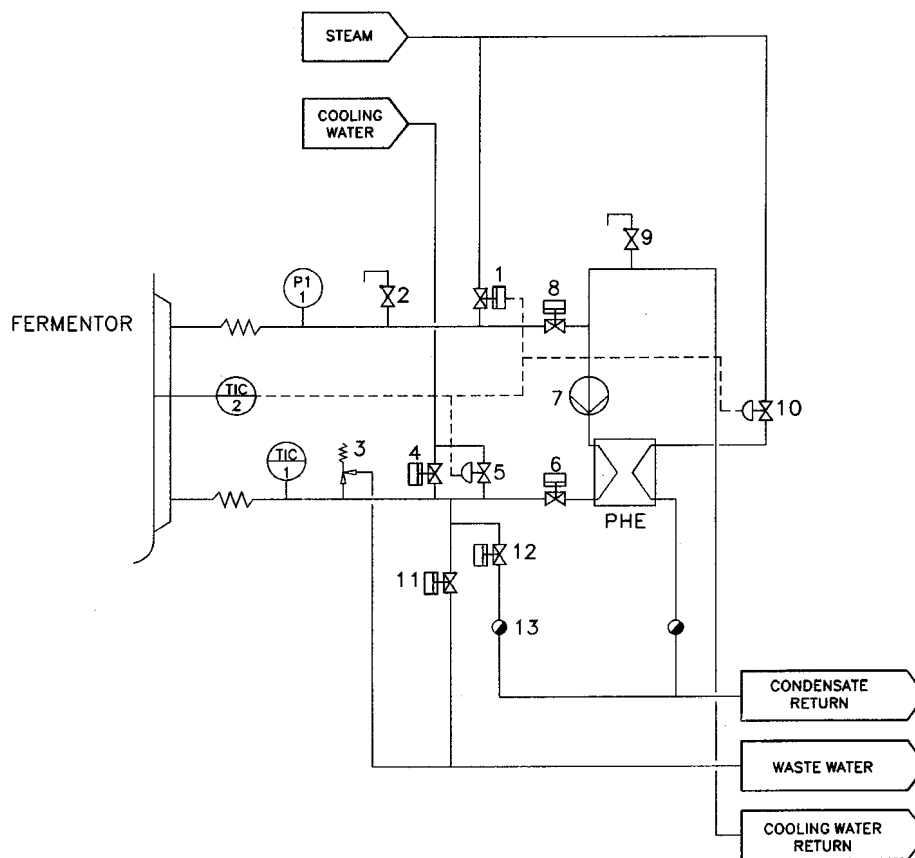 STEAM
COOLING
WATER
9
1
8
P1
1
2
FERMENTOR
7
TIC
2
10
TIC
1
3
4
5
6
PHE
12
11
13
CONDENSATE
RETURN
WASTE WATER
COOLING WATER
RETURN